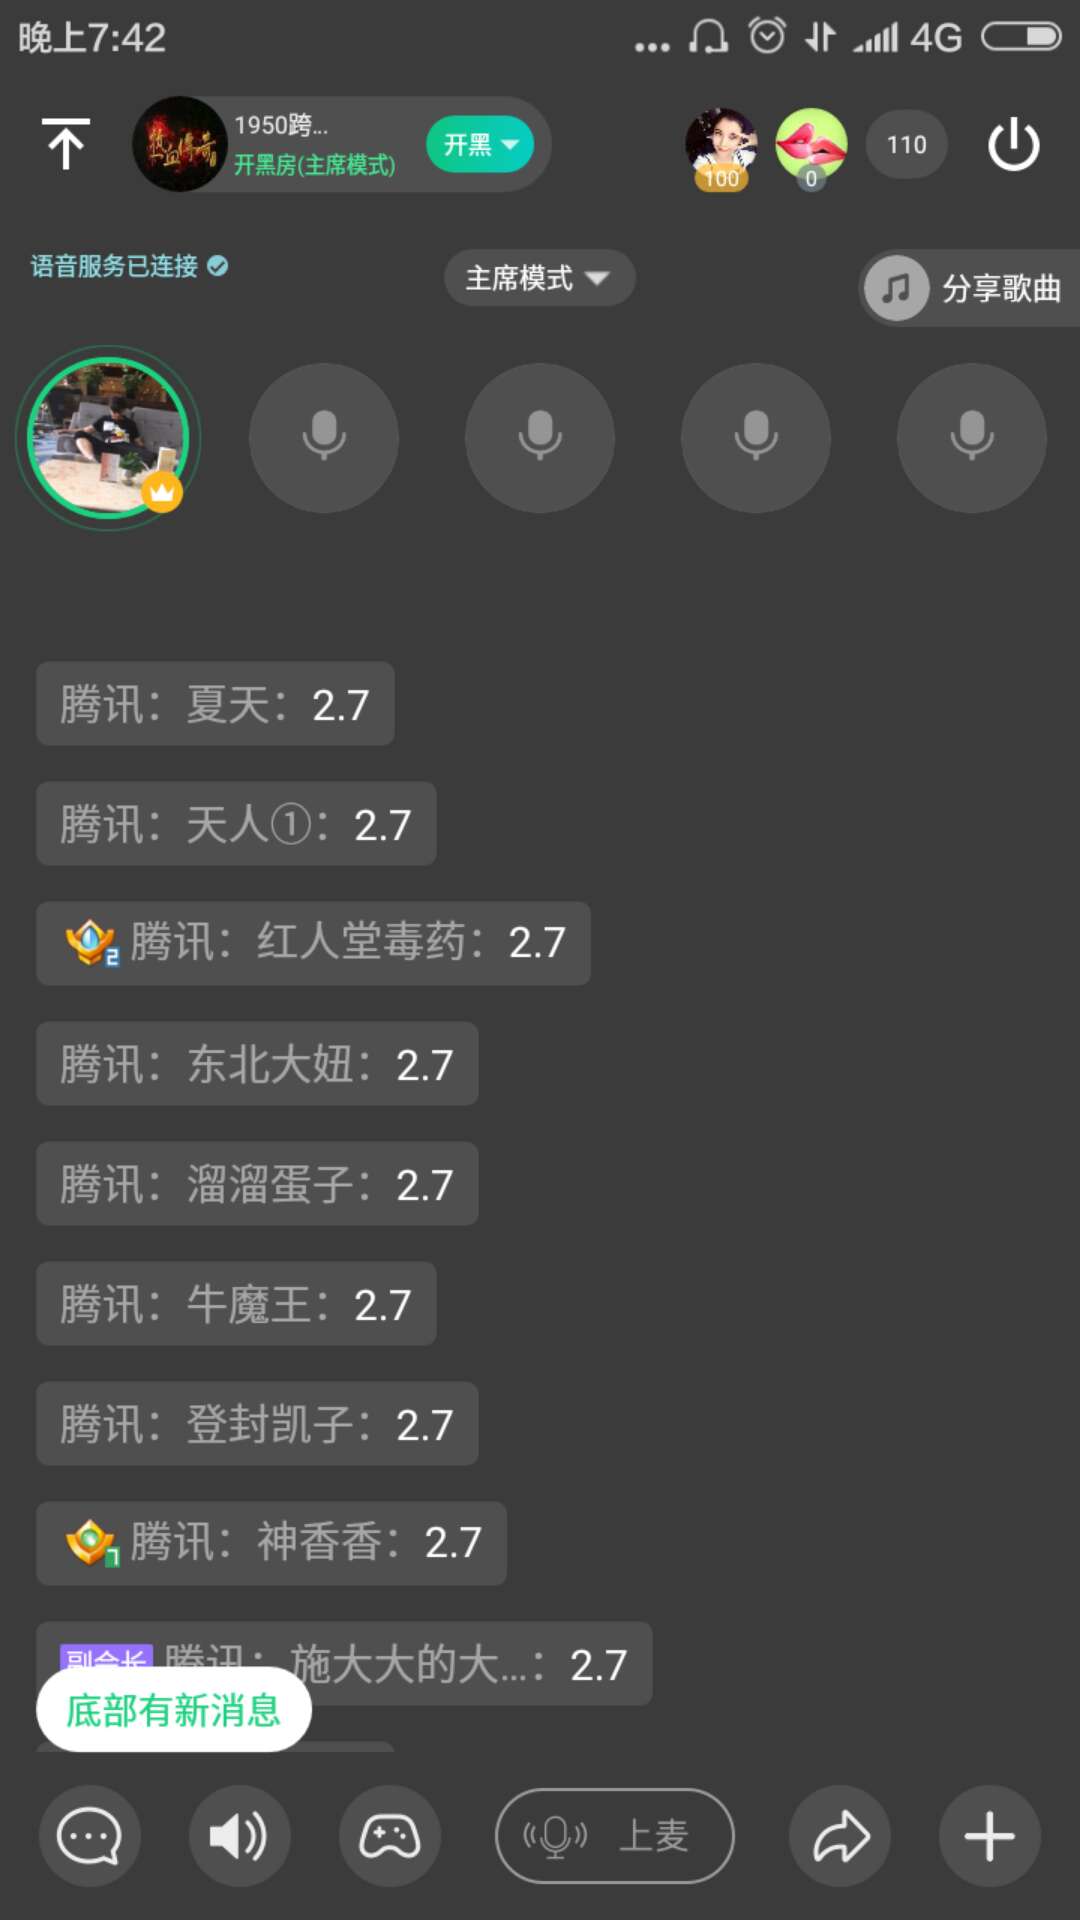 晚上7:42
4G
1950跨...
开黑房(主席模式)
开黑
100
0
110
热血传奇
语音服务已连接
主席模式
分享歌曲
腾讯：夏天：2.7
腾讯：天人①：2.7
2 腾讯：红人堂毒药：2.7
腾讯：东北大妞：2.7
腾讯：溜溜蛋子：2.7
腾讯：牛魔王：2.7
腾讯：登封凯子：2.7
1 腾讯：神香香：2.7
副会长 腾讯：施大大的大...：2.7
底部有新消息
上麦